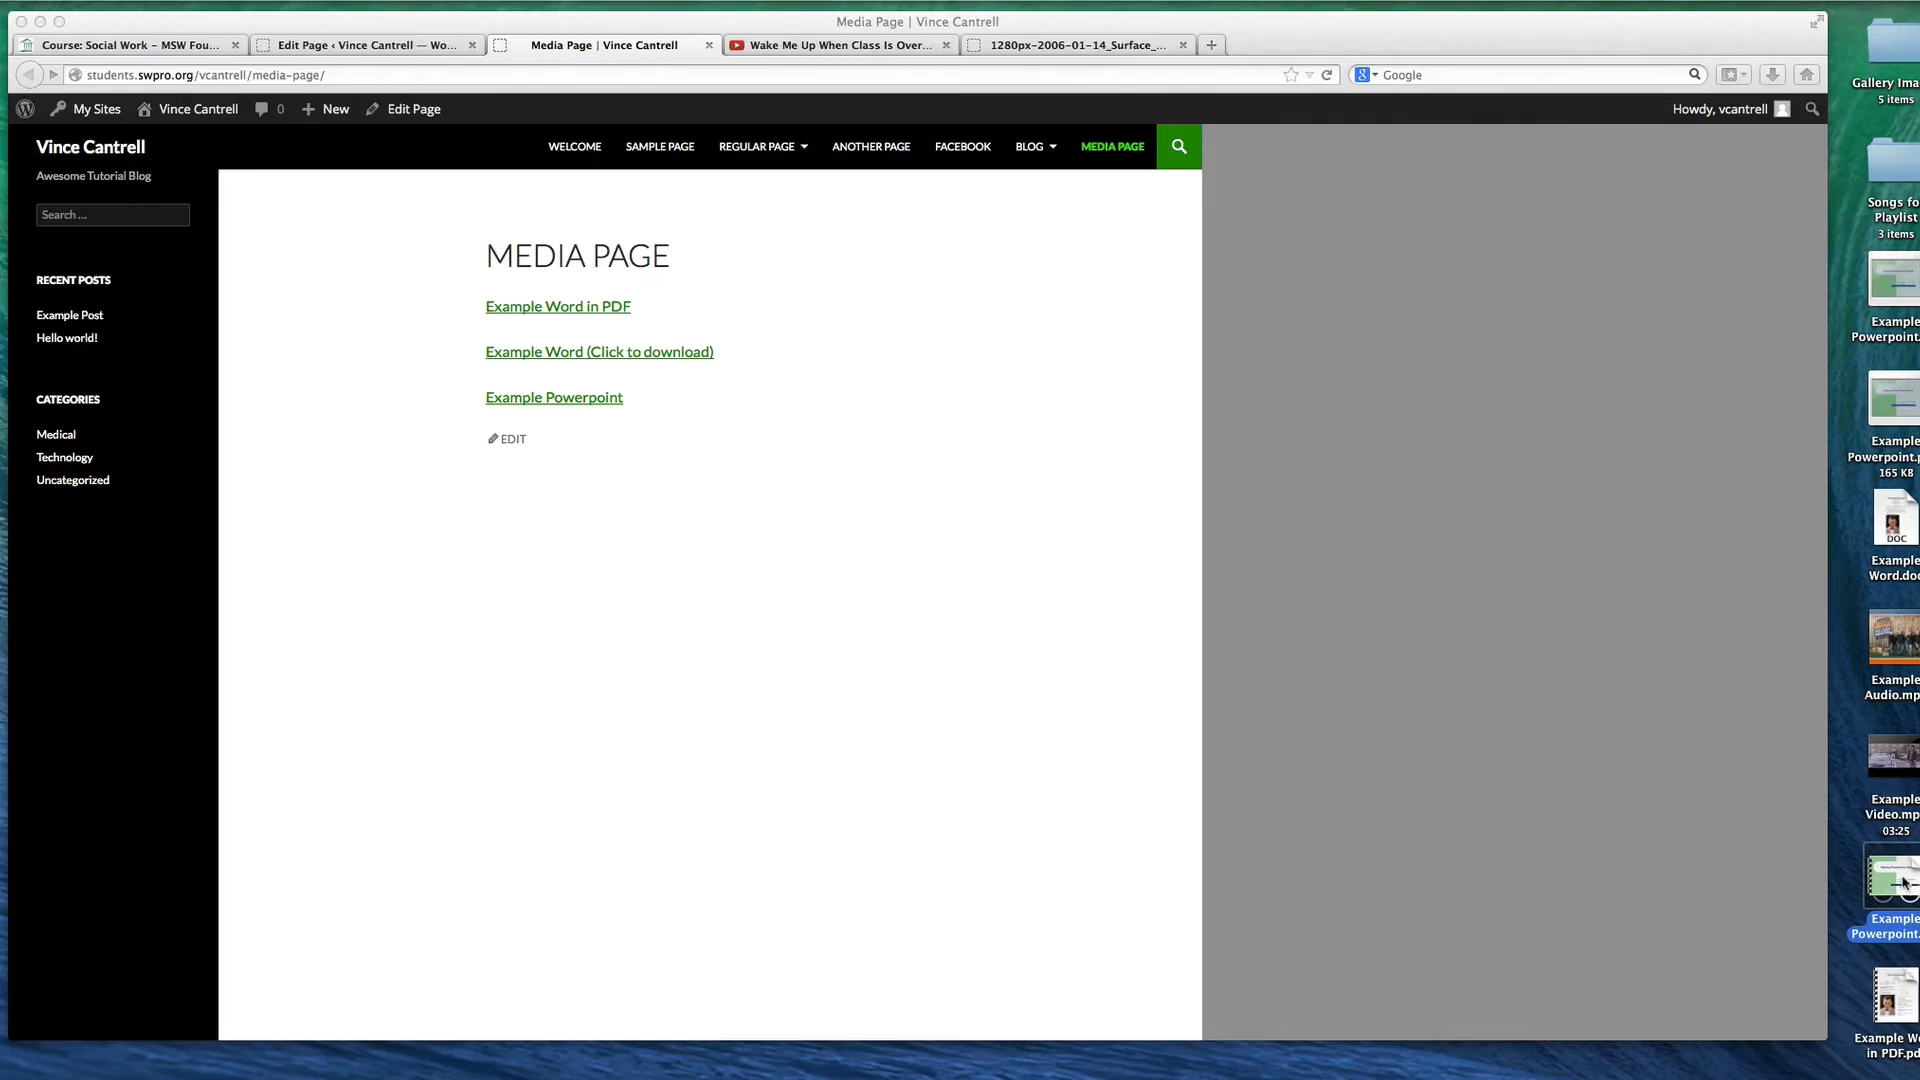 Media Page | Vince Cantrell
Course: Social Work – MSW Fou...
Edit Page ‹ Vince Cantrell — Wo...
Media Page | Vince Cantrell
Wake Me Up When Class Is Over...
1280px-2006-01-14_Surface_...
students.swpro.org/vcantrell/media-page/
Google
My Sites
Vince Cantrell
0
New
Edit Page
Howdy, vcantrell
Vince Cantrell
Awesome Tutorial Blog
WELCOME
SAMPLE PAGE
REGULAR PAGE
ANOTHER PAGE
FACEBOOK
BLOG
MEDIA PAGE
Search ...
RECENT POSTS
Example Post
Hello world!
CATEGORIES
Medical
Technology
Uncategorized
MEDIA PAGE
Example Word in PDF
Example Word (Click to download)
Example Powerpoint
EDIT
Gallery Ima
5 items
Songs fo
Playlist
3 items
Example
Powerpoint.
Example
Powerpoint.p
165 KB
DOC
Example
Word.doc
Example
Audio.mp
Example
Video.mp
03:25
Example
Powerpoint.
Example Wo
in PDF.pd